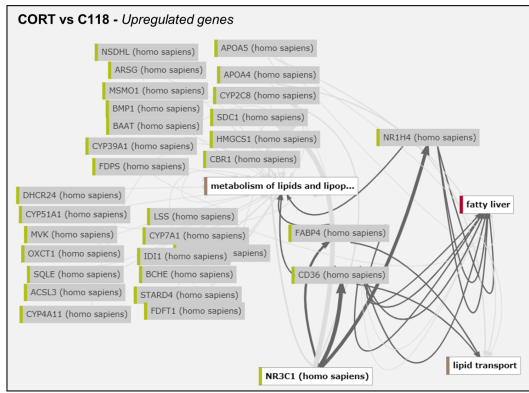 CORT vs C118 - Upregulated genes
NSDHL (homo sapiens)
APOA5 (homo sapiens)
ARSG (homo sapiens)
APOA4 (homo sapiens)
MSMO1 (homo sapiens)
CYP2C8 (homo sapiens)
BMP1 (homo sapiens)
SDC1 (homo sapiens)
BAAT (homo sapiens)
HMGCS1 (homo sapiens)
NR1H4 (homo sapiens)
CYP39A1 (homo sapiens)
CBR1 (homo sapiens)
FDPS (homo sapiens)
metabolism of lipids and lipop...
DHCR24 (homo sapiens)
fatty liver
CYP51A1 (homo sapiens)
LSS (homo sapiens)
MVK (homo sapiens)
CYP7A1 (homo sapiens)
FABP4 (homo sapiens)
OXCT1 (homo sapiens)
IDI1 (homo sapiens)
sapiens)
SQLE (homo sapiens)
BCHE (homo sapiens)
CD36 (homo sapiens)
ACSL3 (homo sapiens)
STARD4 (homo sapiens)
CYP4A11 (homo sapiens)
FDFT1 (homo sapiens)
lipid transport
NR3C1 (homo sapiens)